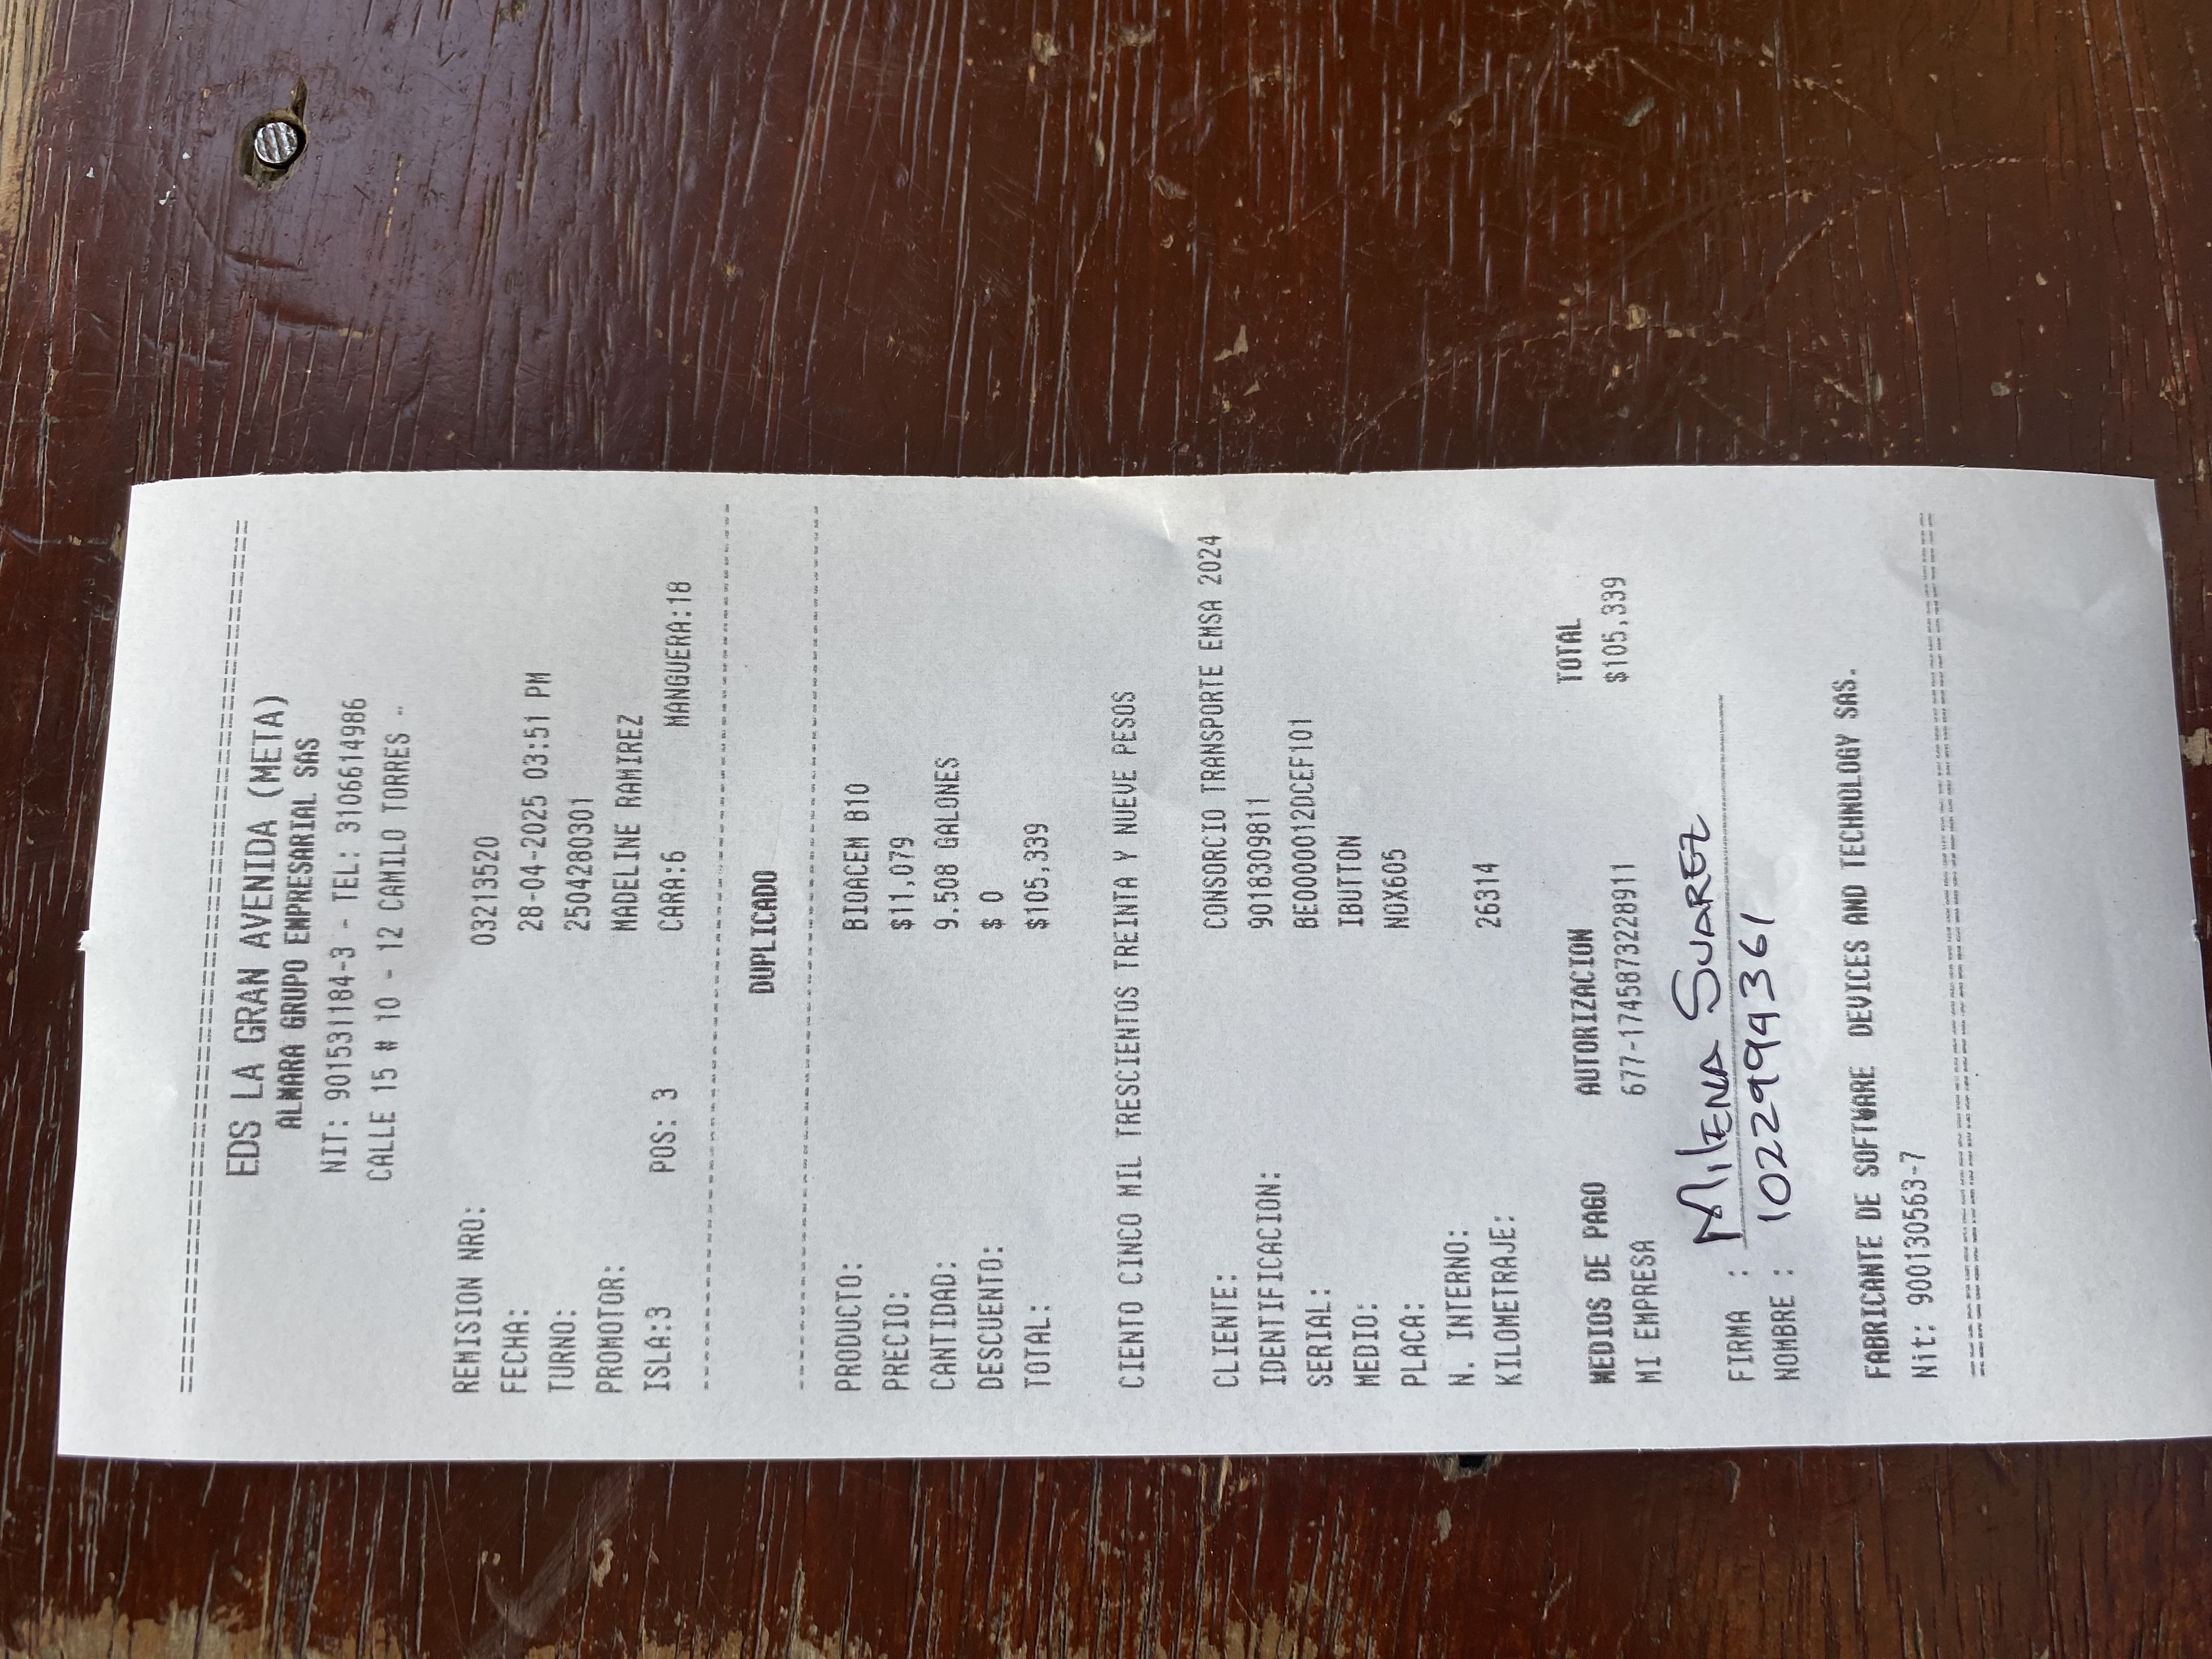 EDS LA GRAN AVENIDA (META)
ALMARA GRUPO EMPRESARIAL SAS
NIT: 901531184-3 - TEL: 3106614986
CALLE 15 # 10 - 12 CAMILO TORRES ..
REMISION NRO: 03213520
FECHA: 28-04-2025 03:51 PM
TURNO: 2504280301
PROMOTOR: MADELINE RAMIREZ
ISLA:3 POS: 3 CARA:6 MANGUERA:18
DUPLICADO
PRODUCTO: BIOACEM B10
PRECIO: $11,079
CANTIDAD: 9.508 GALONES
DESCUENTO: $ 0
TOTAL: $105,339
CIENTO CINCO MIL TRESCIENTOS TREINTA Y NUEVE PESOS
CLIENTE: CONSORCIO TRANSPORTE EMSA 2024
IDENTIFICACION: 9018309811
SERIAL: BE0000012DCEF101
MEDIO: IBUTTON
PLACA: NOX605
N. INTERNO:
KILOMETRAJE: 26314
MEDIOS DE PAGO AUTORIZACION TOTAL
MI EMPRESA 677-1745873228911 $105,339
FIRMA : MilENA SUAREZ
NOMBRE : 1022999361
FABRICANTE DE SOFTWARE DEVICES AND TECHNOLOGY SAS.
Nit: 900130563-7